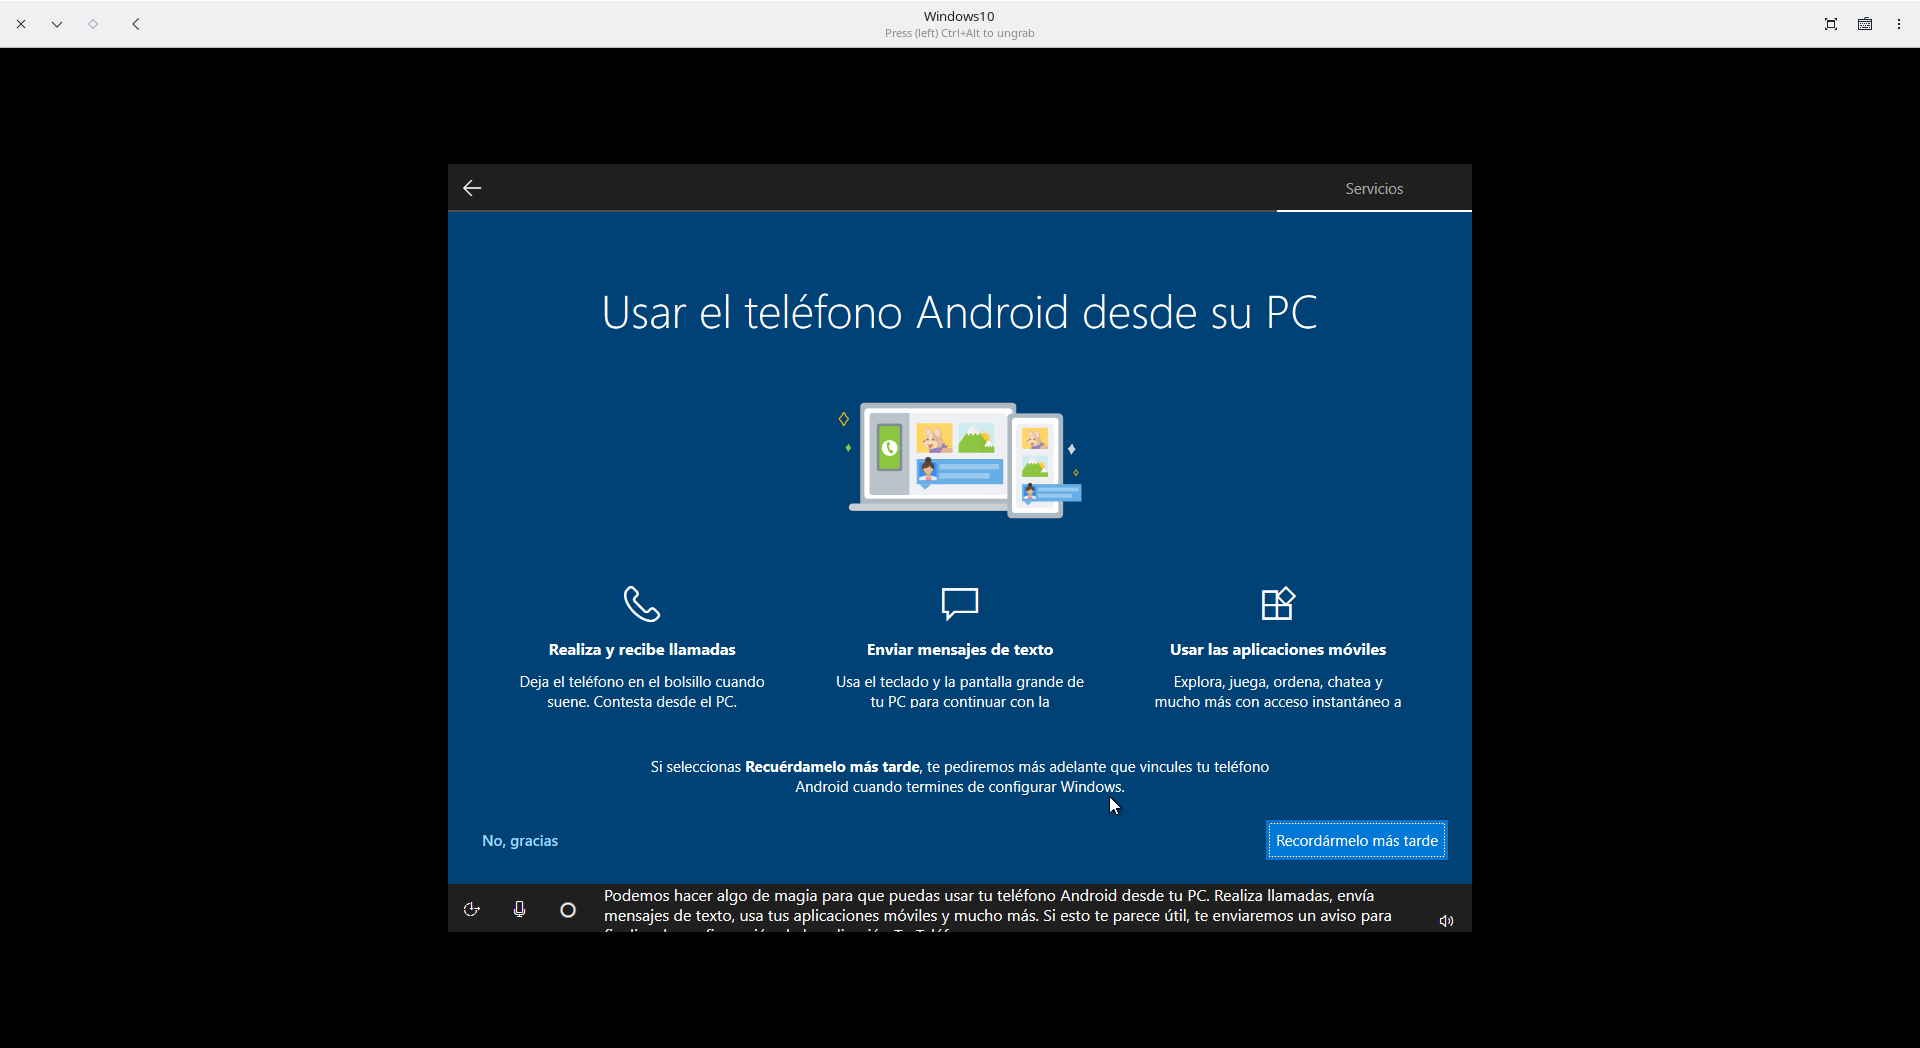 Windows10
Press (left) Ctrl+Alt to ungrab
Servicios
Usar el teléfono Android desde su PC
Realiza y recibe llamadas
Deja el teléfono en el bolsillo cuando
suene. Contesta desde el PC.
Enviar mensajes de texto
Usa el teclado y la pantalla grande de
tu PC para continuar con la
Usar las aplicaciones móviles
Explora, juega, ordena, chatea y
mucho más con acceso instantáneo a
Si seleccionas Recuérdamelo más tarde, te pediremos más adelante que vincules tu teléfono
Android cuando termines de configurar Windows.
No, gracias
Recordármelo más tarde
Podemos hacer algo de magia para que puedas usar tu teléfono Android desde tu PC. Realiza llamadas, envía
mensajes de texto, usa tus aplicaciones móviles y mucho más. Si esto te parece útil, te enviaremos un aviso para